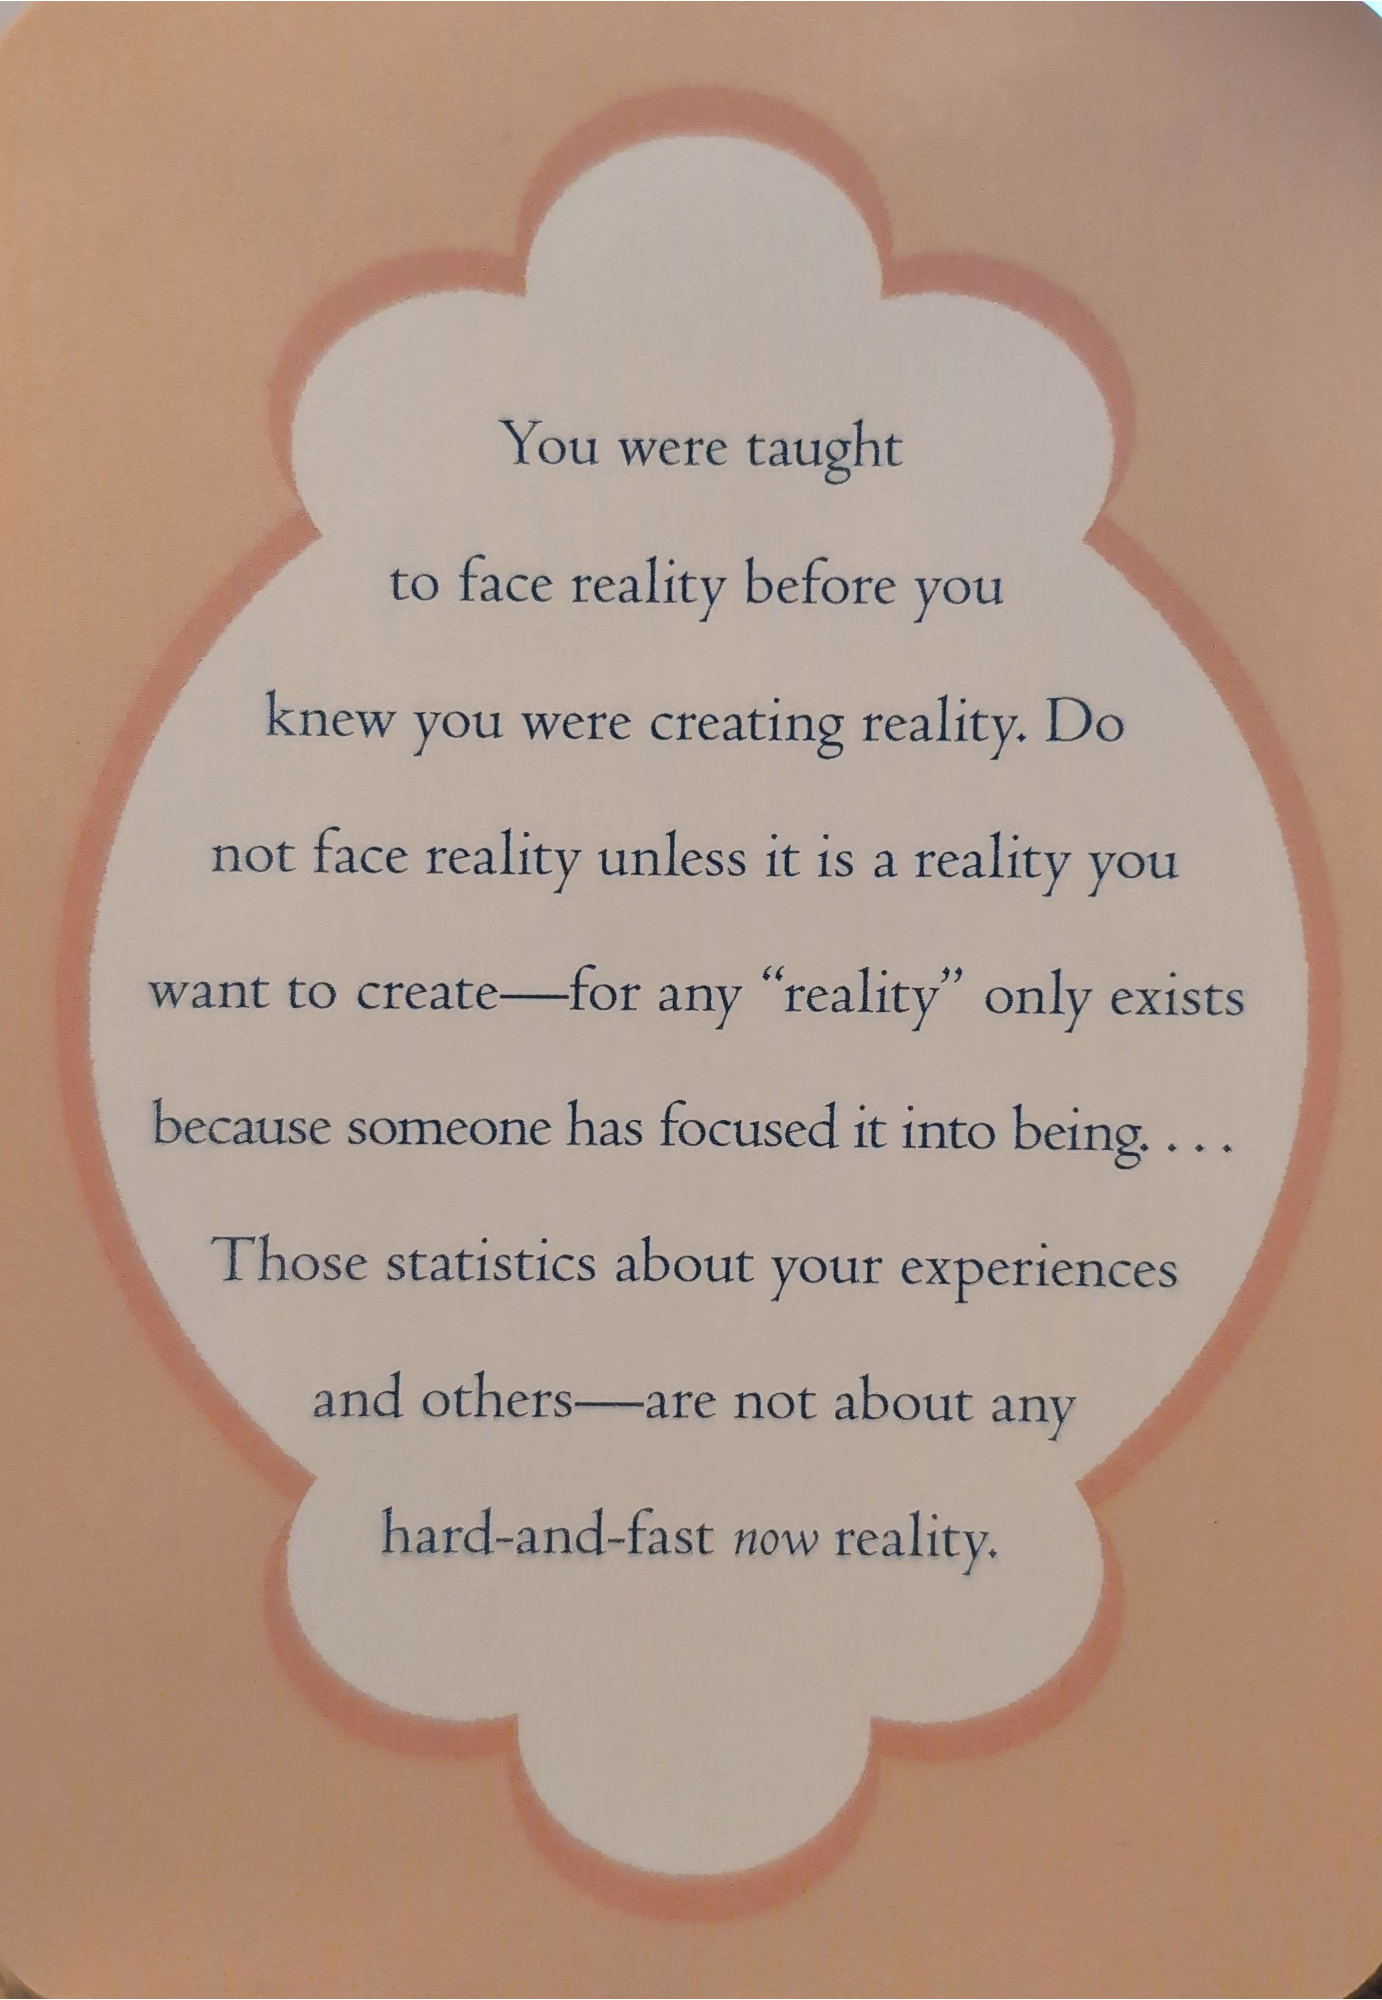 You were taught
to face reality before you
knew you were creating reality. Do
not face reality unless it is a reality you
want to create—for any “reality” only exists
because someone has focused it into being. . . .
Those statistics about your experiences
and others—are not about any
hard-and-fast now reality.